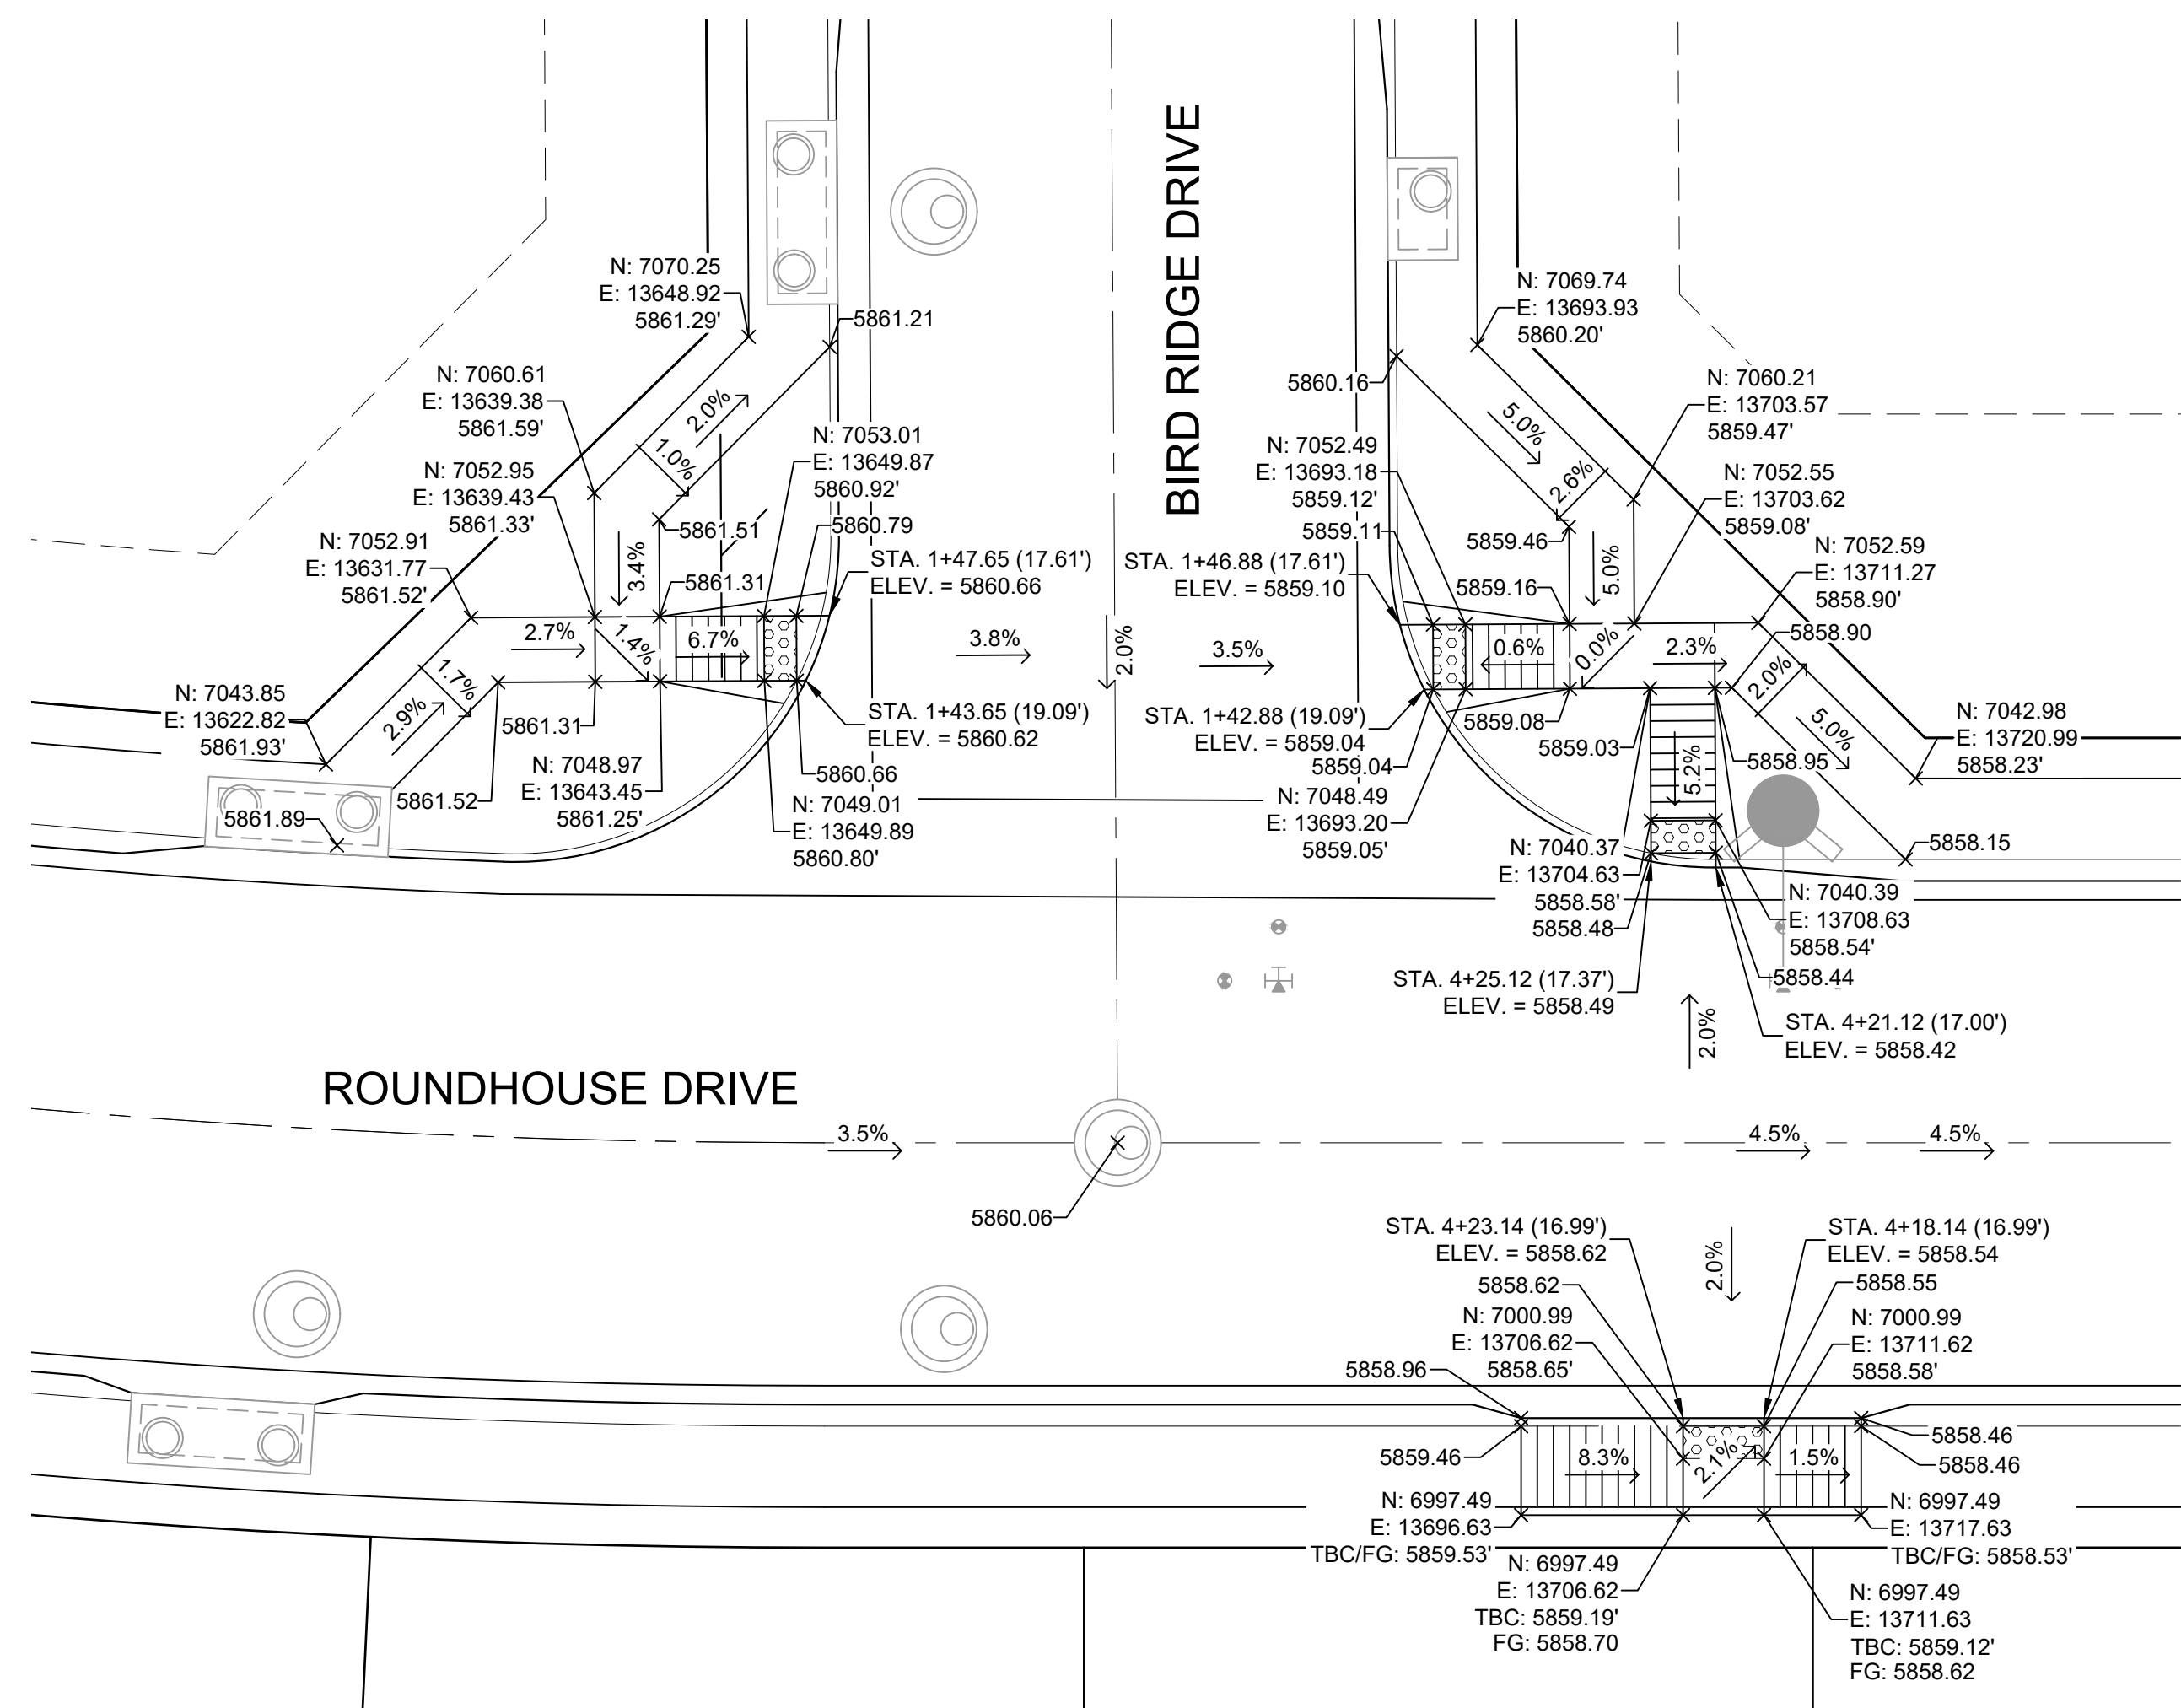 N: 7070.25
E: 13648.92
5861.29'
5861.21
N: 7060.61
E: 13639.38
5861.59'
2.0%
1.0%
N: 7052.95
E: 13639.43
5861.33'
N: 7053.01
E: 13649.87
5860.92'
5861.51
5860.79
N: 7052.91
E: 13631.77
5861.52'
3.4%
5861.31
STA. 1+47.65 (17.61')
ELEV. = 5860.66
2.7%
1.4%
6.7%
3.8%
N: 7043.85
E: 13622.82
5861.93'
1.7%
2.9%
5861.31
STA. 1+43.65 (19.09')
ELEV. = 5860.62
N: 7048.97
E: 13643.45
5861.25'
5860.66
5861.52
5861.89
N: 7049.01
E: 13649.89
5860.80'
BIRD RIDGE DRIVE
2.0%
3.5%
N: 7069.74
E: 13693.93
5860.20'
5860.16
N: 7060.21
E: 13703.57
5859.47'
5.0%
2.6%
N: 7052.49
E: 13693.18
5859.12'
5859.11
5859.46
N: 7052.55
E: 13703.62
5859.08'
STA. 1+46.88 (17.61')
ELEV. = 5859.10
5859.16
5.0%
N: 7052.59
E: 13711.27
5858.90'
5858.90
0.6%
0.0%
2.3%
2.0%
STA. 1+42.88 (19.09')
ELEV. = 5859.04
5859.04
5859.08
5859.03
5.2%
5858.95
5.0%
N: 7042.98
E: 13720.99
5858.23'
N: 7048.49
E: 13693.20
5859.05'
5858.15
N: 7040.37
E: 13704.63
5858.58'
5858.48
N: 7040.39
E: 13708.63
5858.54'
5858.44
STA. 4+25.12 (17.37')
ELEV. = 5858.49
2.0%
STA. 4+21.12 (17.00')
ELEV. = 5858.42
ROUNDHOUSE DRIVE
3.5%
4.5%
4.5%
5860.06
STA. 4+23.14 (16.99')
ELEV. = 5858.62
2.0%
STA. 4+18.14 (16.99')
ELEV. = 5858.54
5858.62
5858.55
N: 7000.99
E: 13706.62
5858.65'
N: 7000.99
E: 13711.62
5858.58'
5858.96
5859.46
8.3%
2.1%
1.5%
5858.46
5858.46
N: 6997.49
E: 13696.63
TBC/FG: 5859.53'
N: 6997.49
E: 13717.63
TBC/FG: 5858.53'
N: 6997.49
E: 13706.62
TBC: 5859.19'
FG: 5858.70
N: 6997.49
E: 13711.63
TBC: 5859.12'
FG: 5858.62